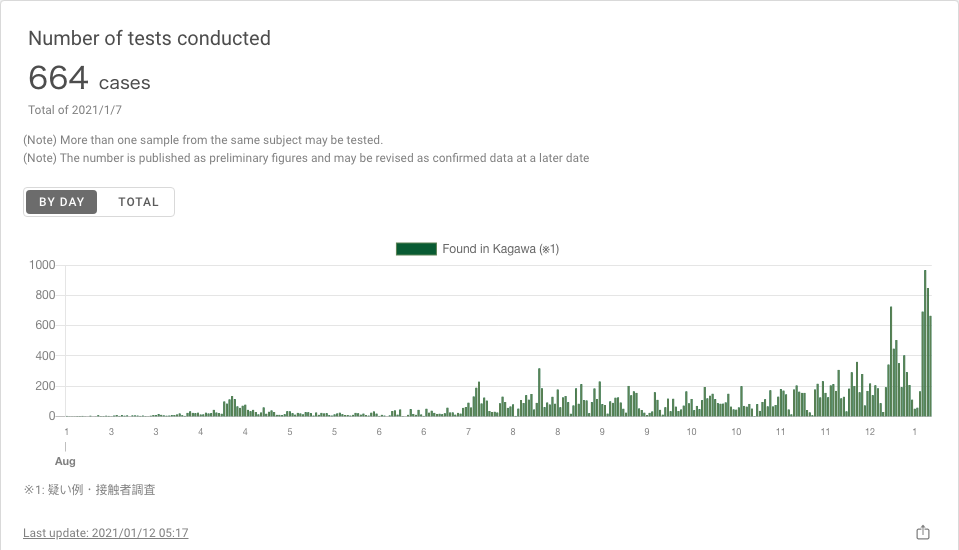 Number of tests conducted
664 cases
Total of 2021/1/7
(Note) More than one sample from the same subject may be tested.
(Note) The number is published as preliminary figures and may be revised as confirmed data at a later date
BY DAY TOTAL
Found in Kagawa (※1)
1000
800
600
400
200
0
1 3 3 4 4 5 5 6 6 7 8 8 9 9 10 10 11 11 12 1
Aug
※1: 疑い例・接触者調査
Last update: 2021/01/12 05:17